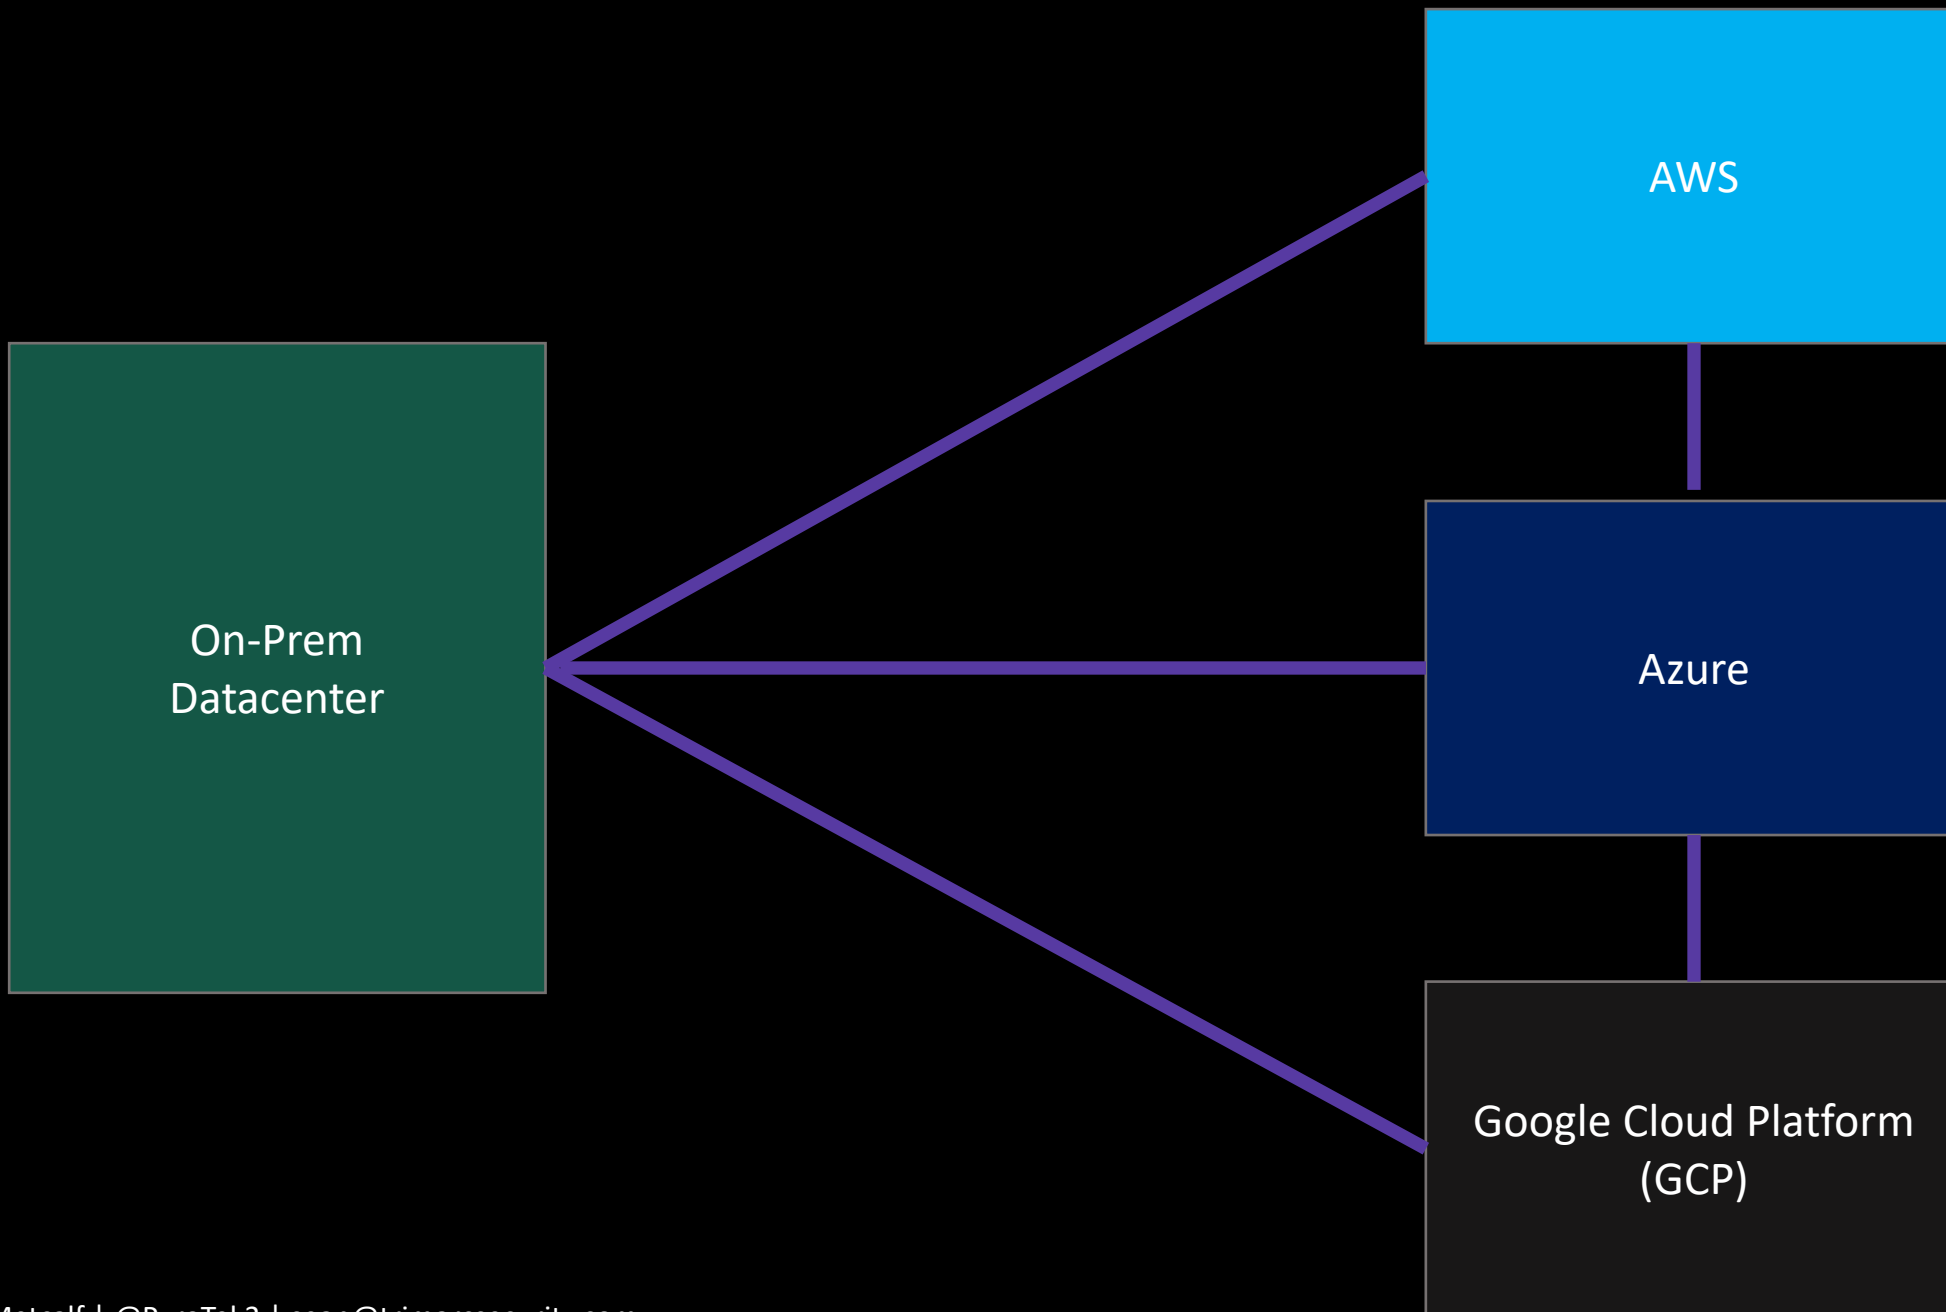 AWS
On-Prem
Datacenter
Azure
Google Cloud Platform
(GCP)